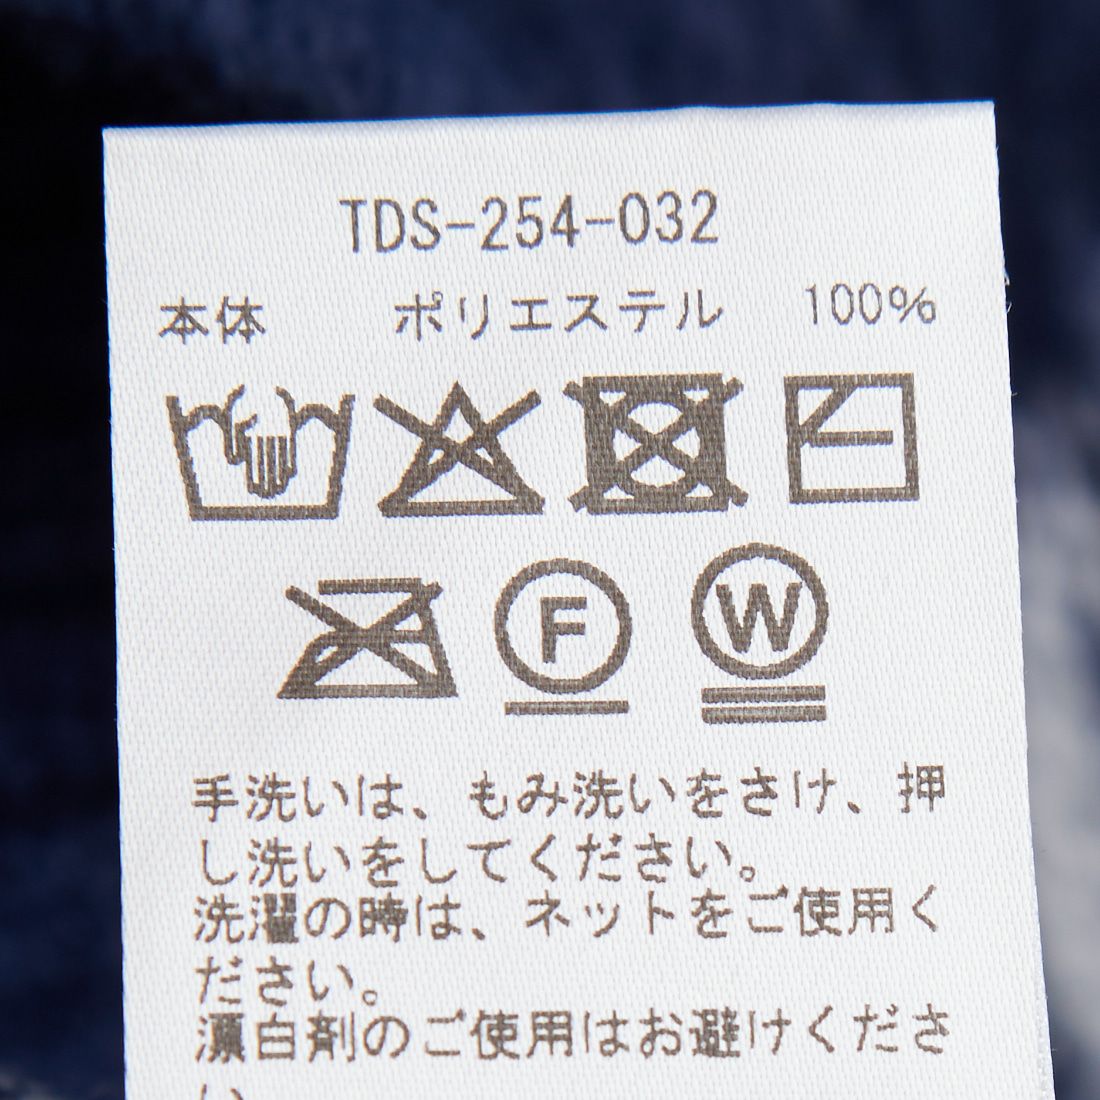 TDS-254-032
本体 ポリエステル 100%
F W
手洗いは、もみ洗いをさけ、押
し洗いをしてください。
洗濯の時は、ネットをご使用く
ださい。
漂白剤のご使用はお避けくださ
い